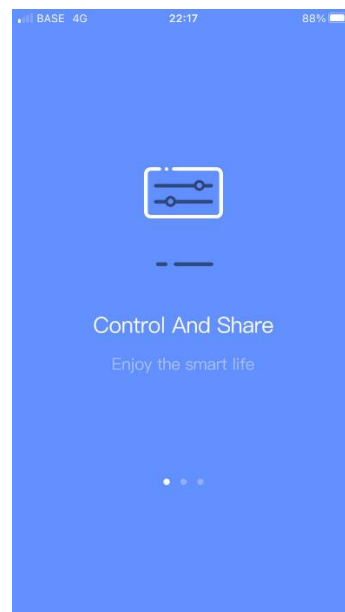 BASE 4G 22:17 88%
Control And Share
Enjoy the smart life